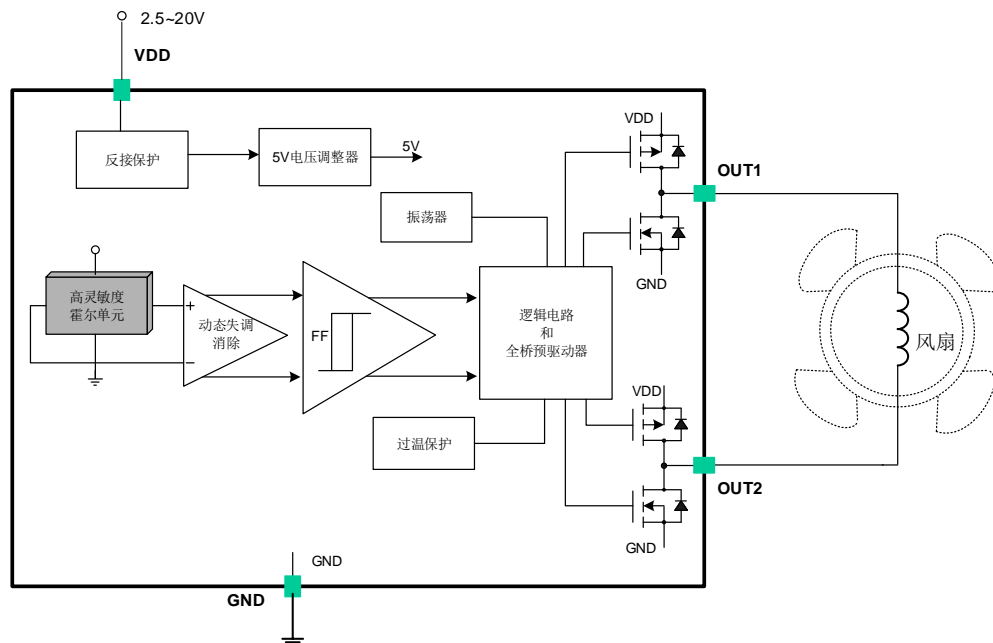 2.5~20V
VDD
反接保护
5V电压调整器
5V
VDD
OUT1
振荡器
GND
高灵敏度
霍尔单元
+
−
动态失调
消除
FF
逻辑电路
和
全桥预驱动器
风扇
VDD
过温保护
OUT2
GND
GND
GND